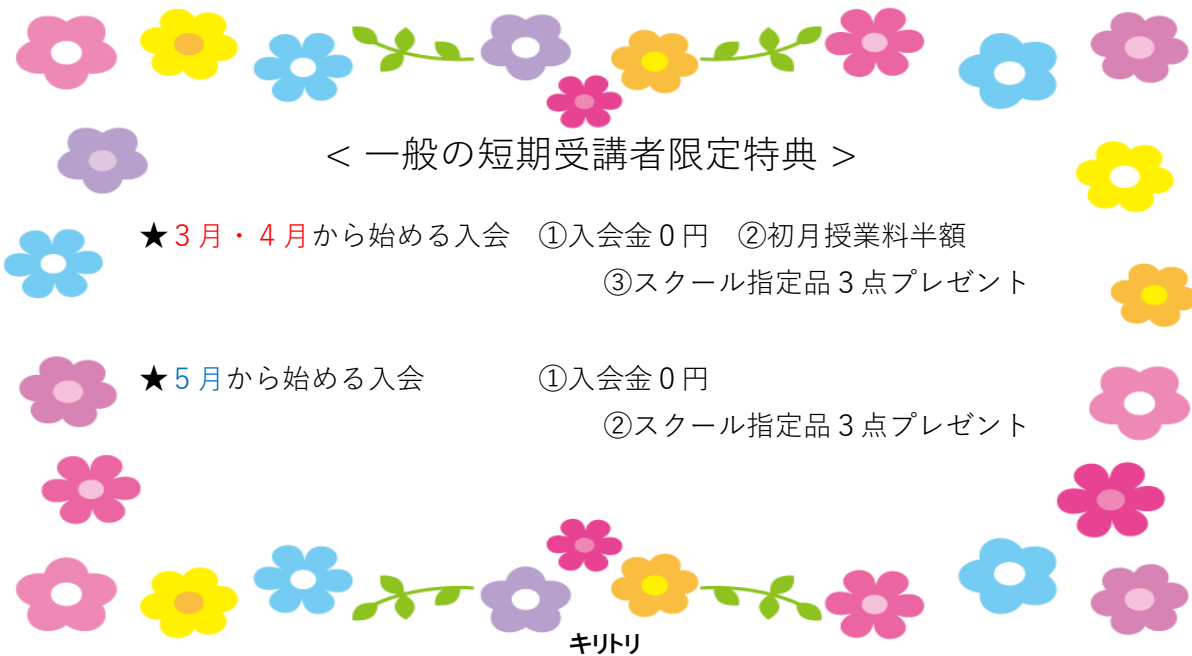 < 一般の短期受講者限定特典 >
★3月・4月から始める入会 ①入会金0円 ②初月授業料半額
③スクール指定品3点プレゼント
★5月から始める入会 ①入会金0円
②スクール指定品3点プレゼント
キリトリ